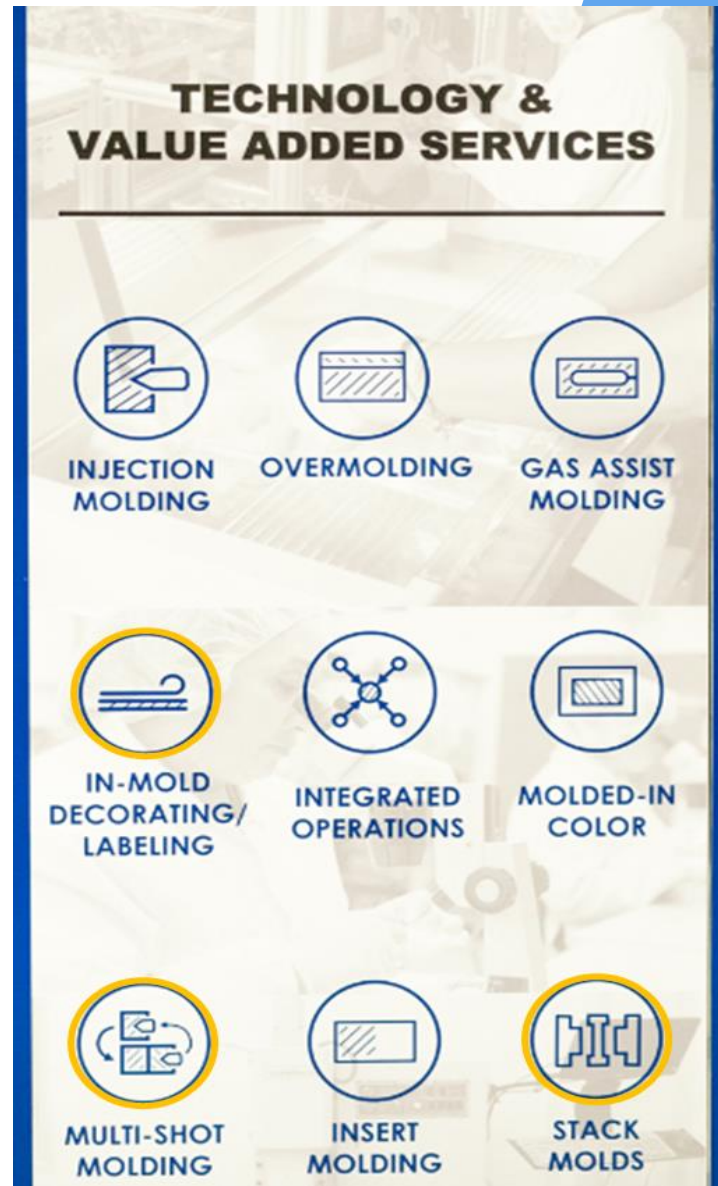 TECHNOLOGY &
VALUE ADDED SERVICES
INJECTION
MOLDING
OVERMOLDING
GAS ASSIST
MOLDING
IN-MOLD
DECORATING/
LABELING
INTEGRATED
OPERATIONS
MOLDED-IN
COLOR
MULTI-SHOT
MOLDING
INSERT
MOLDING
STACK
MOLDS